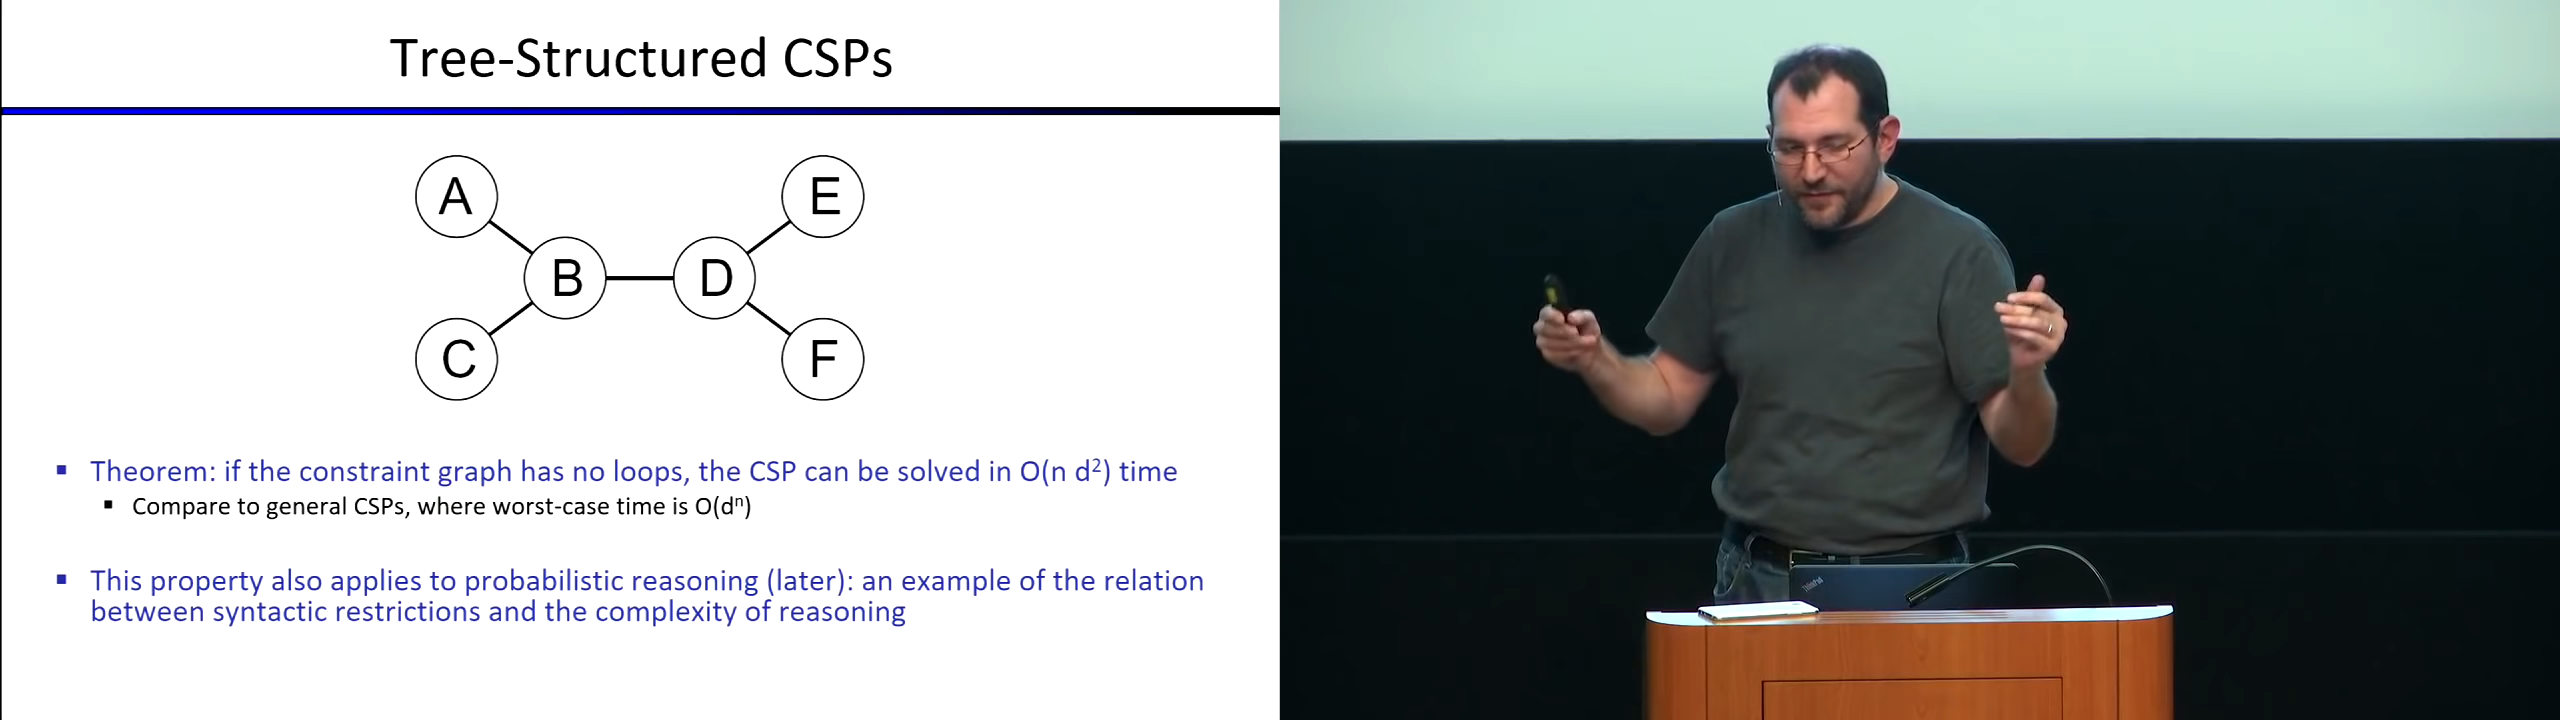 Tree-Structured CSPs
A
E
B
D
C
F
▪ Theorem: if the constraint graph has no loops, the CSP can be solved in O(n d²) time
▪ Compare to general CSPs, where worst-case time is O(dⁿ)
▪ This property also applies to probabilistic reasoning (later): an example of the relation
between syntactic restrictions and the complexity of reasoning